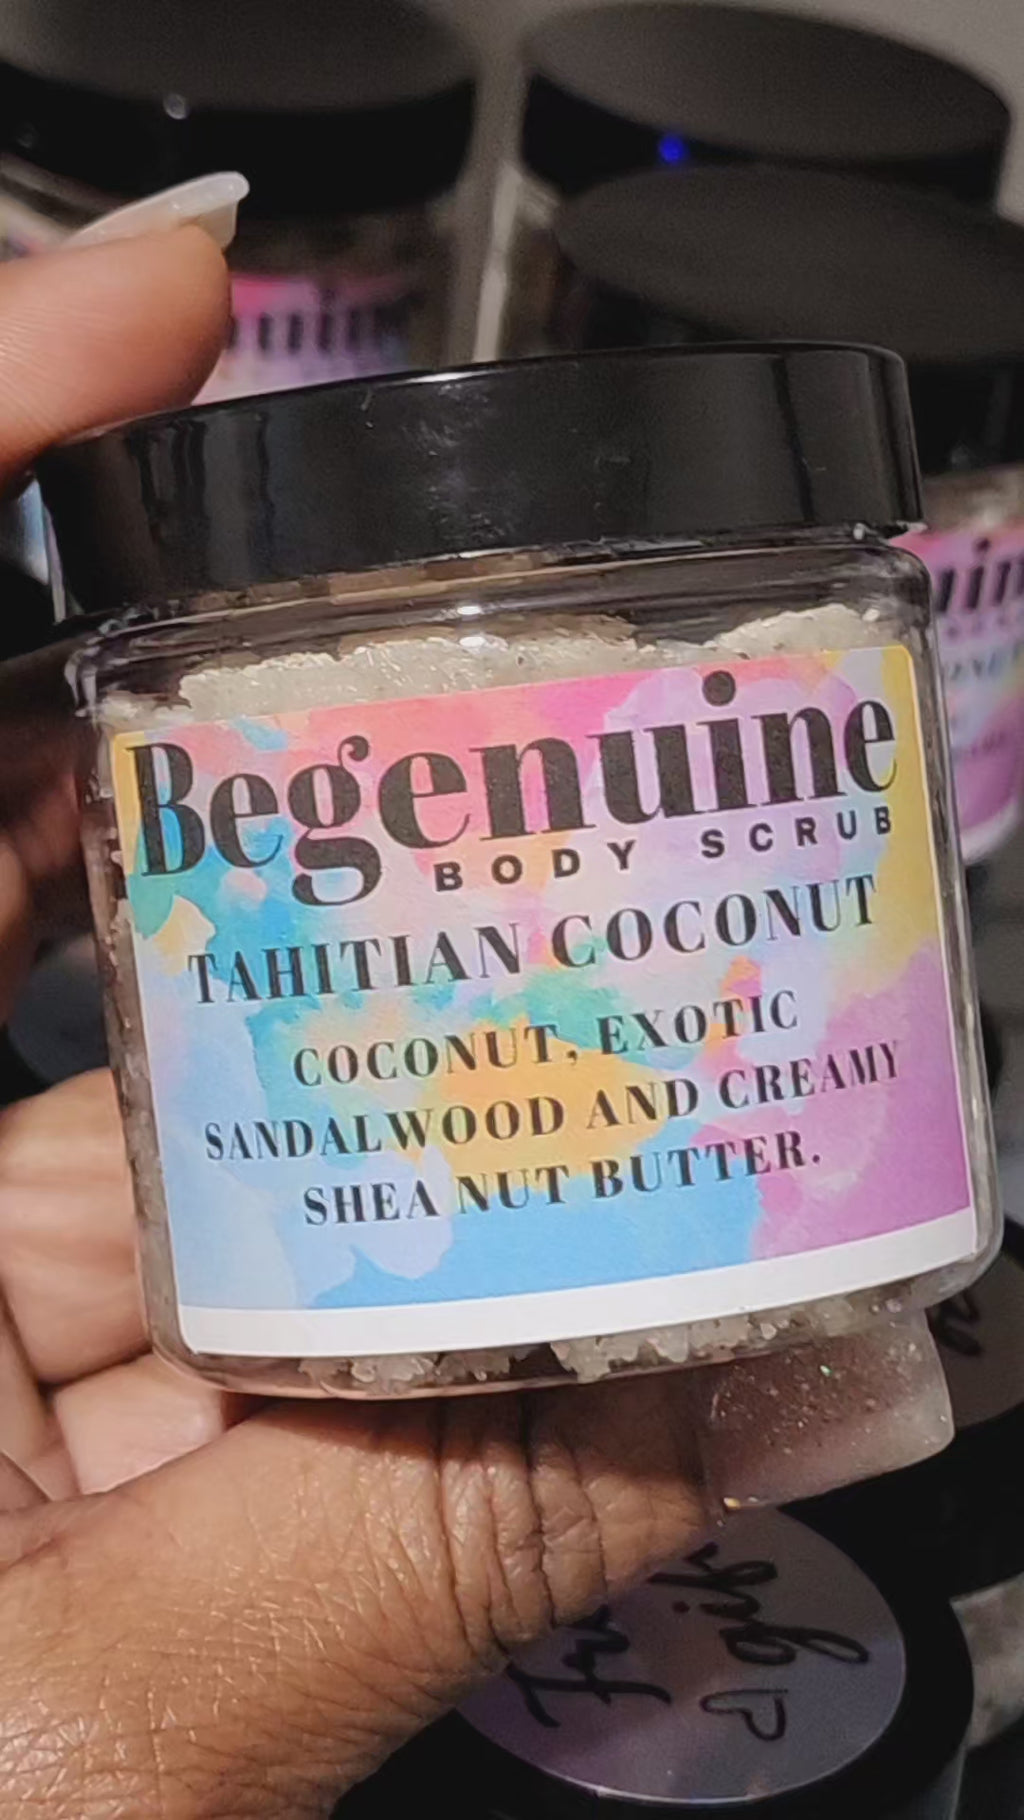 Begenuine
BODY SCRUB
TAHITIAN COCONUT
COCONUT, EXOTIC
SANDALWOOD AND CREAMY
SHEA NUT BUTTER.